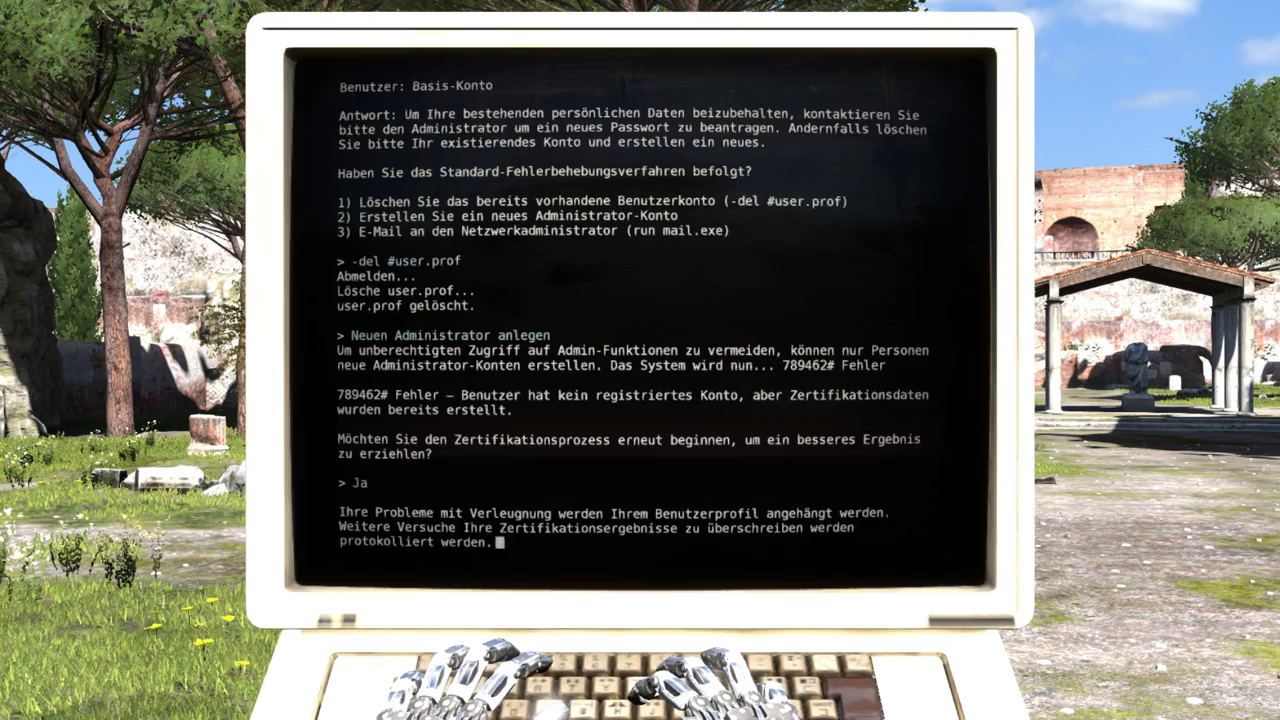 Benutzer: Basis-Konto
Antwort: Um Ihre bestehenden persönlichen Daten beizubehalten, kontaktieren Sie
bitte den Administrator um ein neues Passwort zu beantragen. Andernfalls löschen
Sie bitte Ihr existierendes Konto und erstellen ein neues.
Haben Sie das Standard-Fehlerbehebungsverfahren befolgt?
1) Löschen Sie das bereits vorhandene Benutzerkonto (-del #user.prof)
2) Erstellen Sie ein neues Administrator-Konto
3) E-Mail an den Netzwerkadministrator (run mail.exe)
> -del #user.prof
Abmelden...
Lösche user.prof...
user.prof gelöscht.
> Neuen Administrator anlegen
Um unberechtigten Zugriff auf Admin-Funktionen zu vermeiden, können nur Personen
neue Administrator-Konten erstellen. Das System wird nun... 789462# Fehler
789462# Fehler – Benutzer hat kein registriertes Konto, aber Zertifikationsdaten
wurden bereits erstellt.
Möchten Sie den Zertifikationsprozess erneut beginnen, um ein besseres Ergebnis
zu erziehlen?
> Ja
Ihre Probleme mit Verleugnung werden Ihrem Benutzerprofil angehängt werden.
Weitere Versuche Ihre Zertifikationsergebnisse zu überschreiben werden
protokolliert werden.